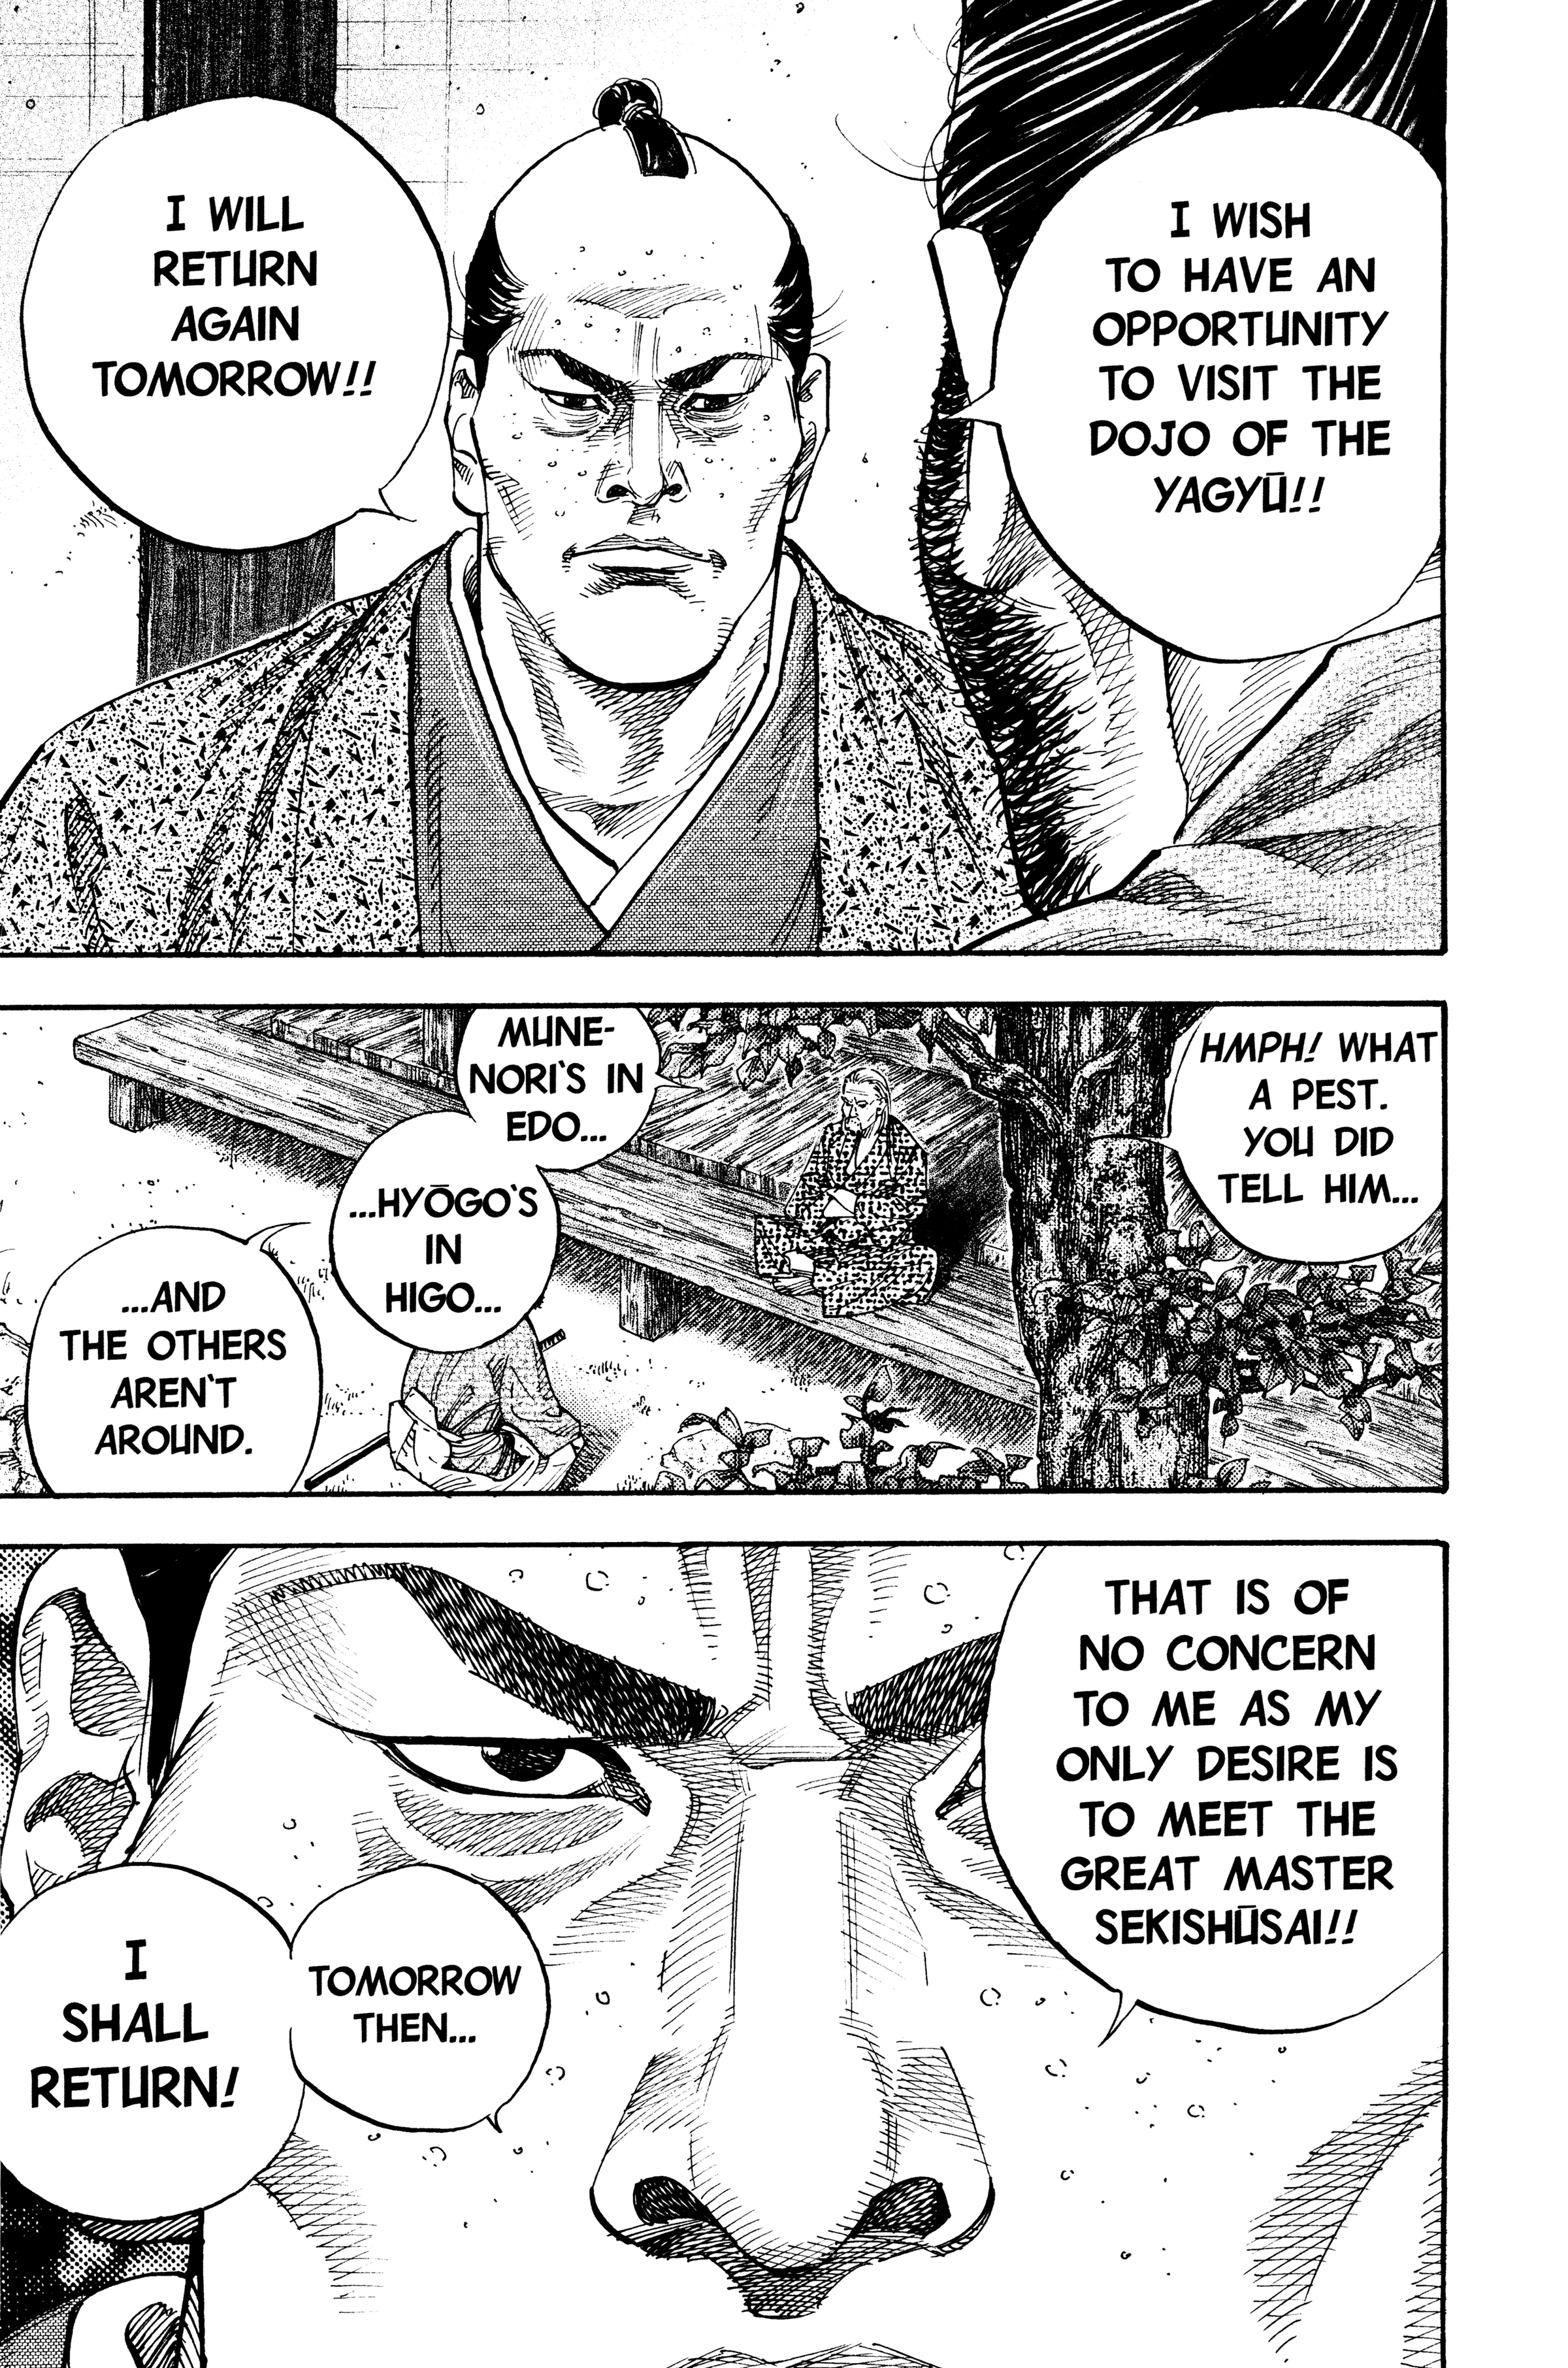 I WISH
TO HAVE AN
OPPORTUNITY
TO VISIT THE
DOJO OF THE
YAGYŪ!!
I WILL
RETURN
AGAIN
TOMORROW!!
HMPH! WHAT
A PEST.
YOU DID
TELL HIM...
MUNE-
NORI'S IN
EDO...
...HYŌGO'S
IN
HIGO...
...AND
THE OTHERS
AREN'T
AROUND.
THAT IS OF
NO CONCERN
TO ME AS MY
ONLY DESIRE IS
TO MEET THE
GREAT MASTER
SEKISHŪSAI!!
TOMORROW
THEN...
I
SHALL
RETURN!